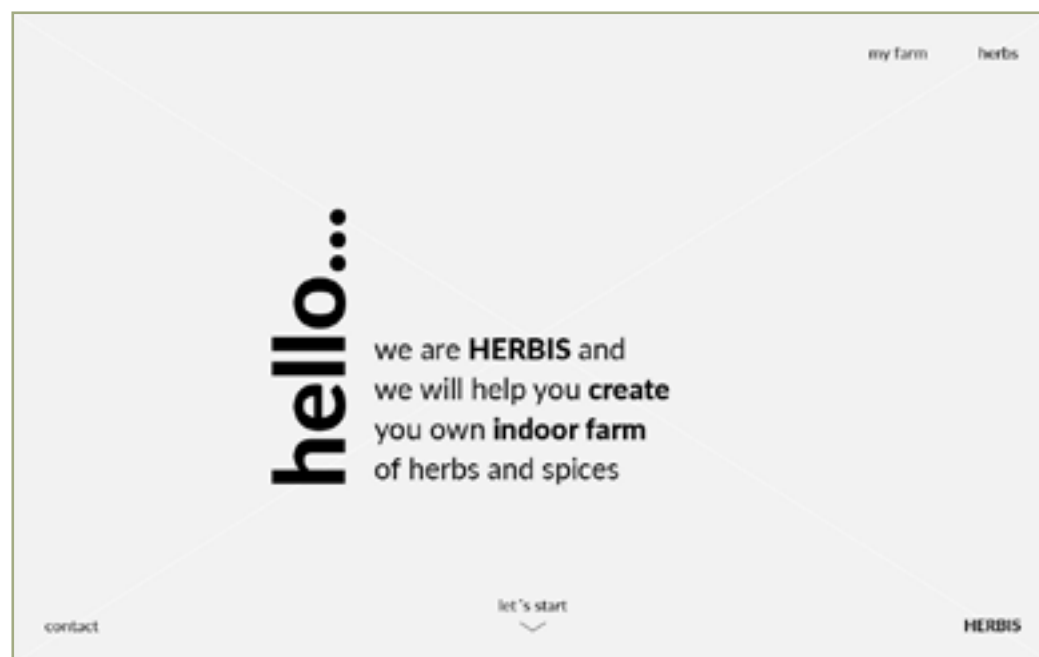 my farm herbs
hello...
we are HERBIS and
we will help you create
you own indoor farm
of herbs and spices
let`s start
contact
HERBIS